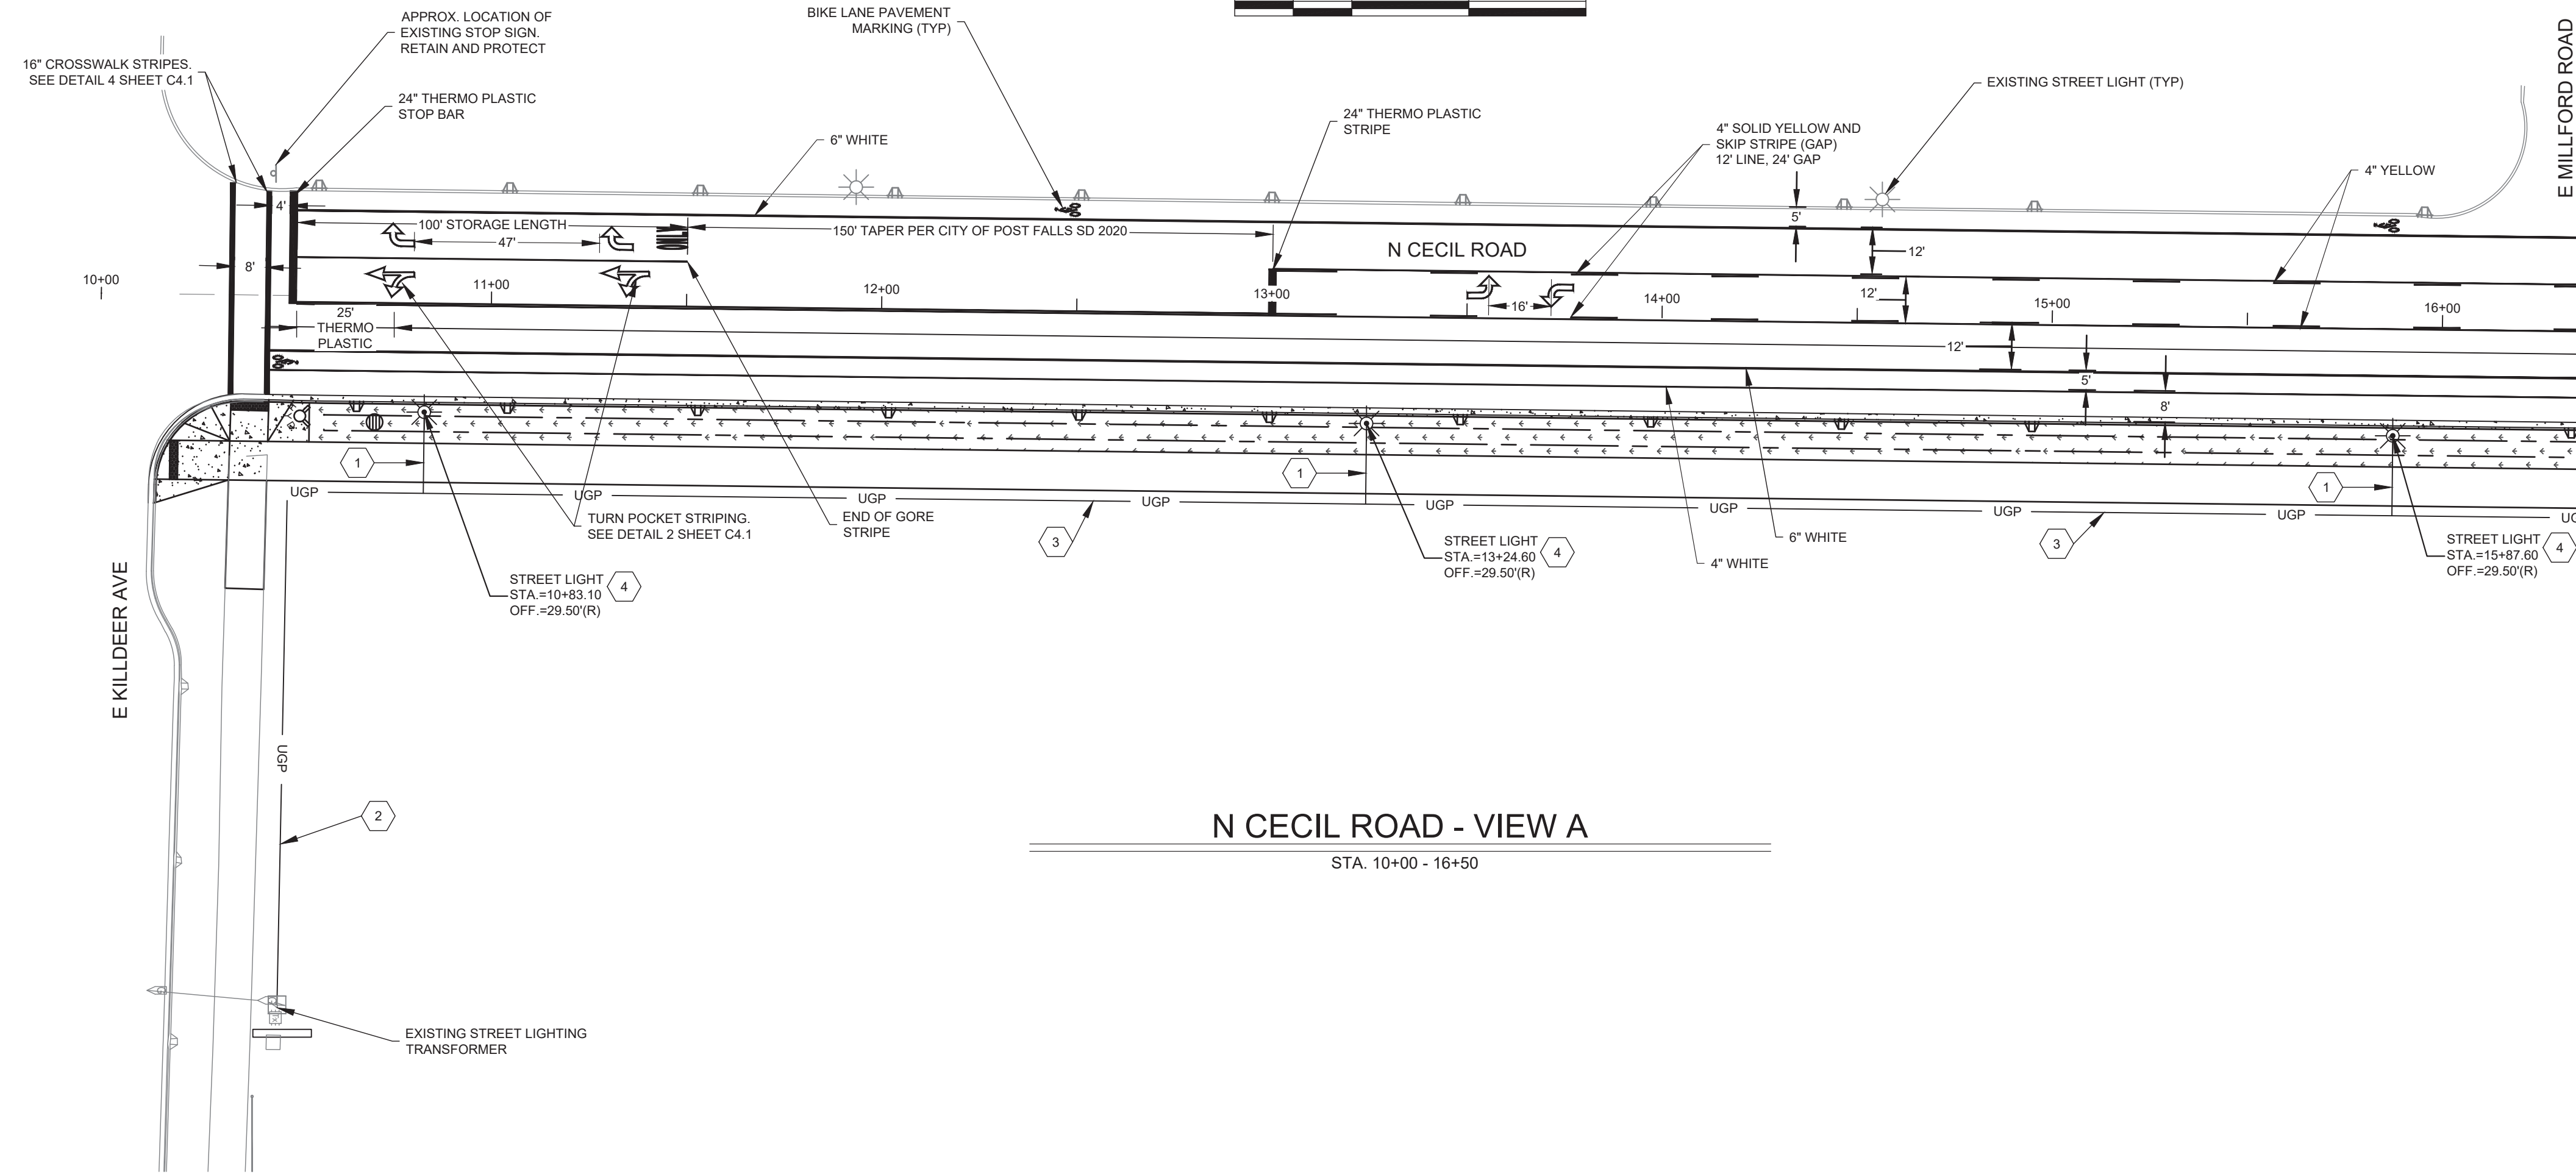 APPROX. LOCATION OF
EXISTING STOP SIGN.
RETAIN AND PROTECT
BIKE LANE PAVEMENT
MARKING (TYP)
E MILLFORD ROAD
16" CROSSWALK STRIPES.
SEE DETAIL 4 SHEET C4.1
24" THERMO PLASTIC
STOP BAR
6" WHITE
24" THERMO PLASTIC
STRIPE
4" SOLID YELLOW AND
SKIP STRIPE (GAP)
12' LINE, 24' GAP
EXISTING STREET LIGHT (TYP)
4" YELLOW
4'
100' STORAGE LENGTH
47'
150' TAPER PER CITY OF POST FALLS SD 2020
N CECIL ROAD
5'
12'
8'
10+00
11+00
12+00
13+00
16'
14+00
12'
15+00
16+00
25'
THERMO
PLASTIC
12'
5'
8'
1
1
1
UGP
UGP
UGP
UGP
UGP
UGP
UGP
UGP
UG
TURN POCKET STRIPING.
SEE DETAIL 2 SHEET C4.1
END OF GORE
STRIPE
3
STREET LIGHT
STA.=13+24.60
OFF.=29.50'(R)
4
6" WHITE
4" WHITE
3
STREET LIGHT
STA.=15+87.60
OFF.=29.50'(R)
4
STREET LIGHT
STA.=10+83.10
OFF.=29.50'(R)
4
E KILLDEER AVE
UGP
2
N CECIL ROAD - VIEW A
STA. 10+00 - 16+50
EXISTING STREET LIGHTING
TRANSFORMER